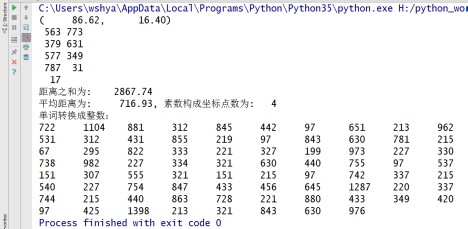 C:\Users\wshya\AppData\Local\Programs\Python\Python35\python.exe H:/python_wor
(     86.62,     16.40)
563 773
379 631
577 349
787 31
17
距离之和为:    2867.74
平均距离为:    716.93, 素数构成坐标点数为:   4
单词转换成整数:
722 1104 881 312 845 442 97 651 213 962
531 312 431 855 219 97 843 630 781 215
67 295 822 333 221 327 199 973 227 330
738 982 227 334 321 630 440 755 97 537
151 307 555 321 151 215 97 742 337 215
540 227 754 847 433 456 645 1287 220 337
744 215 440 863 728 221 880 433 349 420
97 425 1398 213 321 843 630 976
Process finished with exit code 0